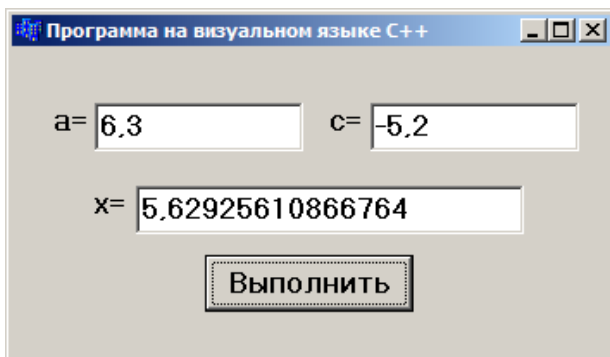 Программа на визуальном языке C++
a= 6,3 c= -5,2
x= 5,62925610866764
Выполнить